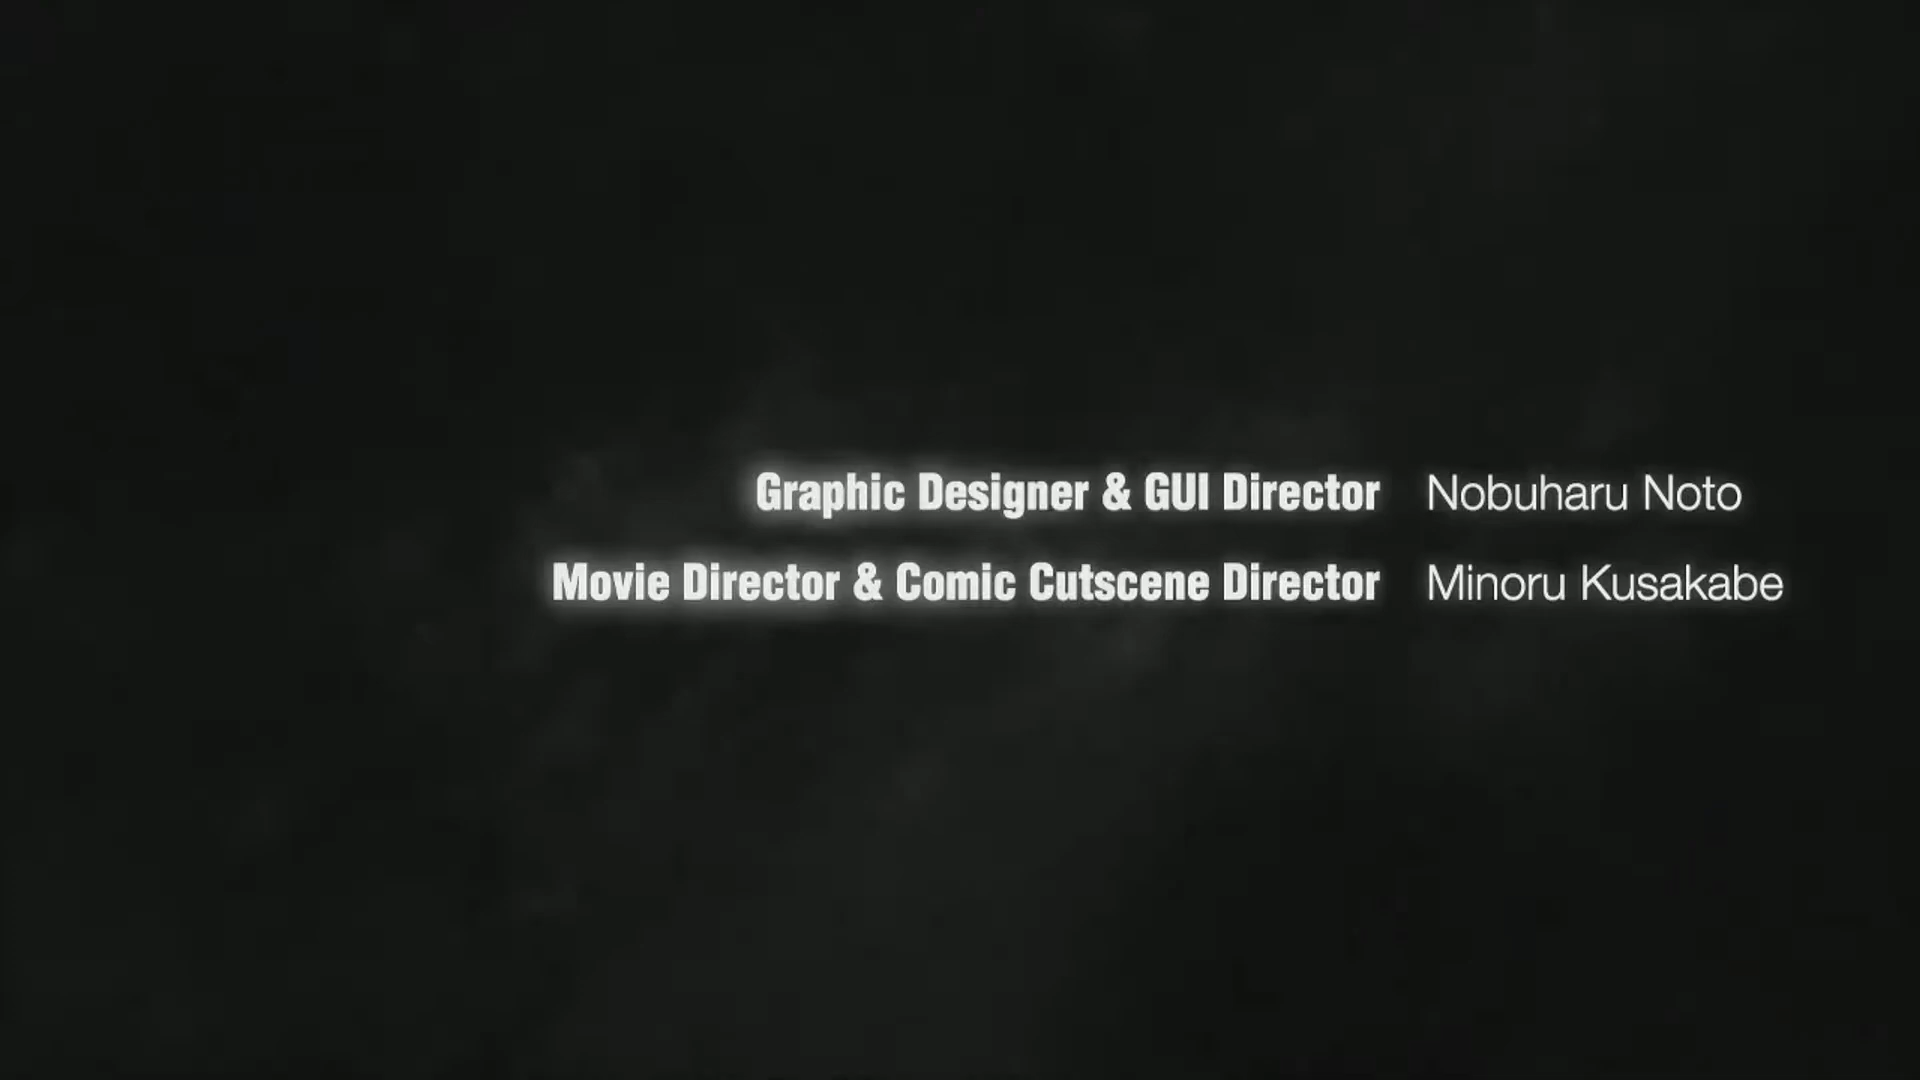 Graphic Designer & GUI Director Nobuharu Noto
Movie Director & Comic Cutscene Director Minoru Kusakabe